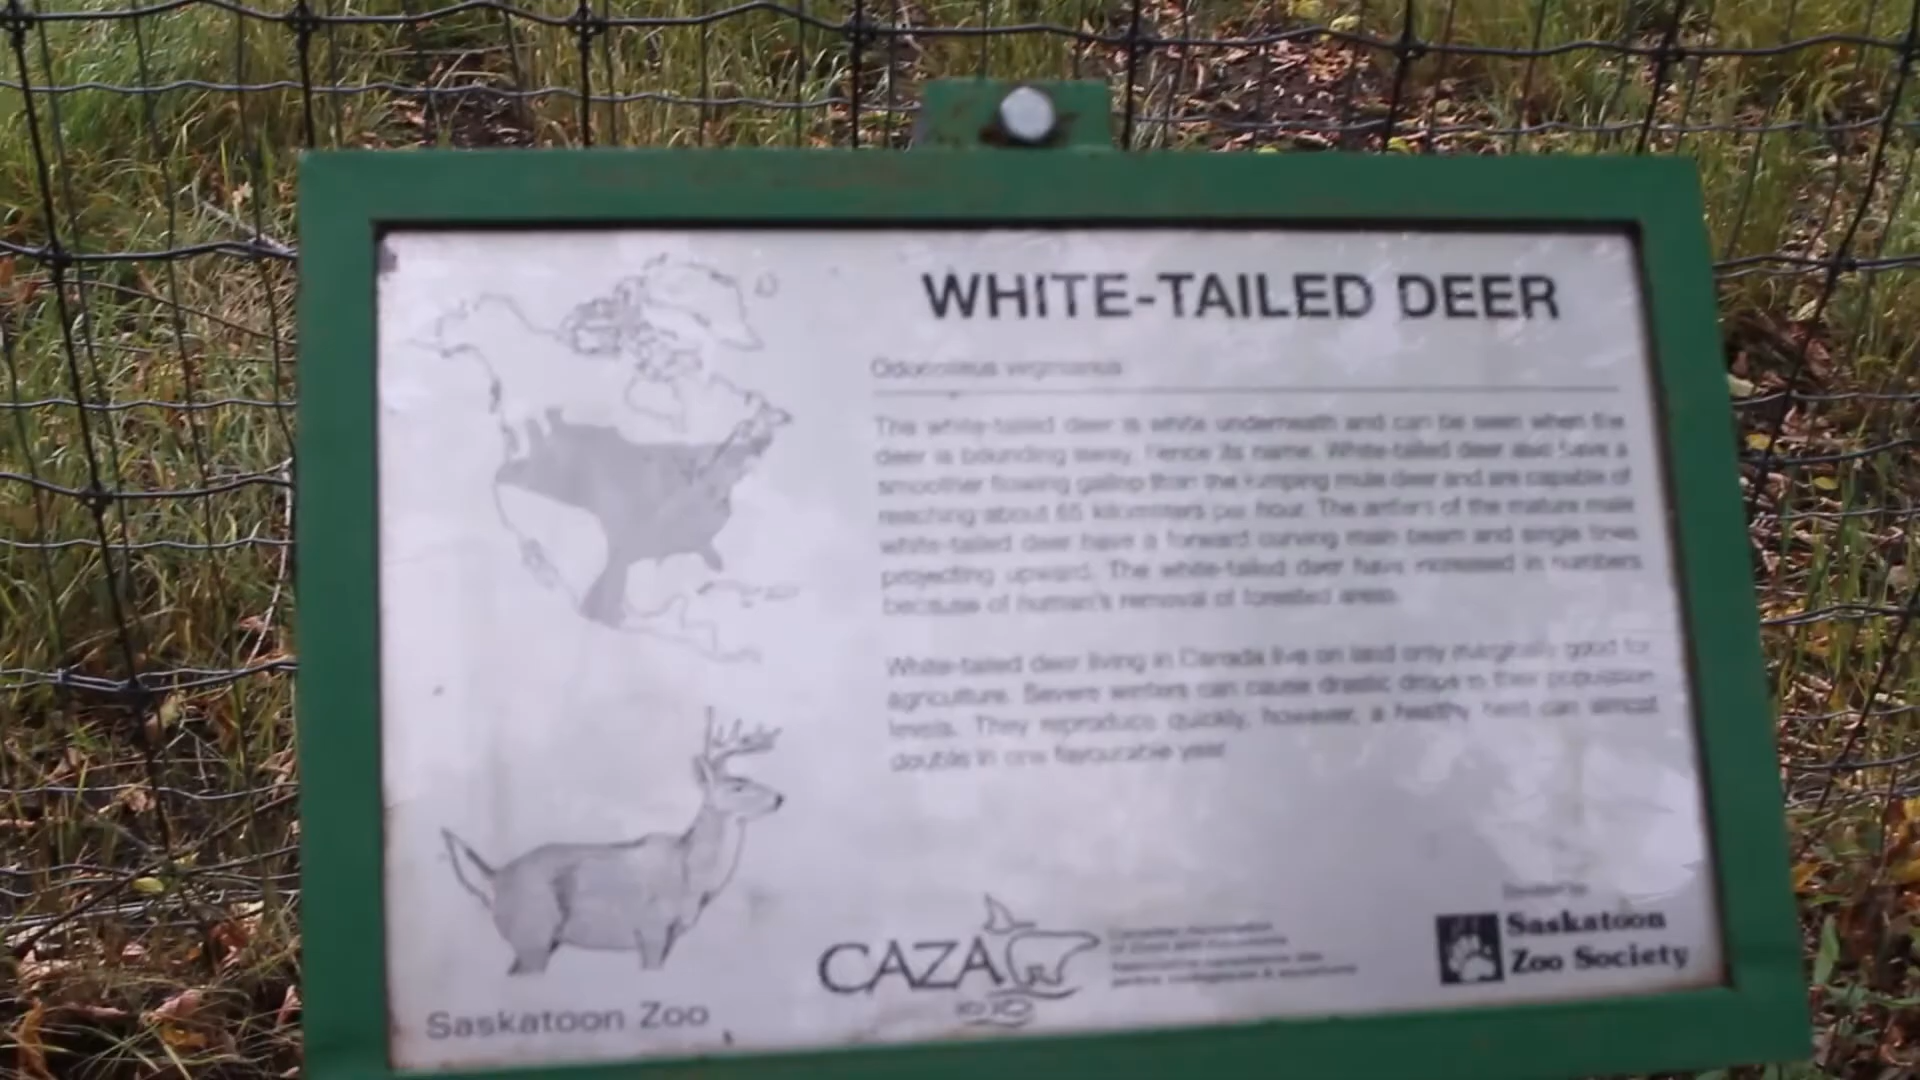 WHITE-TAILED DEER
Odocoileus virginianus
The white-tailed deer is white underneath and can be seen when the
deer is bounding away, hence its name. White-tailed deer also have a
smoother flowing gallop than the jumping mule deer and are capable of
reaching about 65 kilometers per hour. The antlers of the mature male
white-tailed deer have a forward curving main beam and single tines
projecting upward. The white-tailed deer have increased in numbers
because of human's removal of forested areas.
White-tailed deer living in Canada live on land only marginally good for
agriculture. Severe winters can cause drastic drops in their population
levels. They reproduce quickly, however, a healthy herd can almost
double in one favourable year.
CAZA
Saskatoon
Zoo Society
Saskatoon Zoo